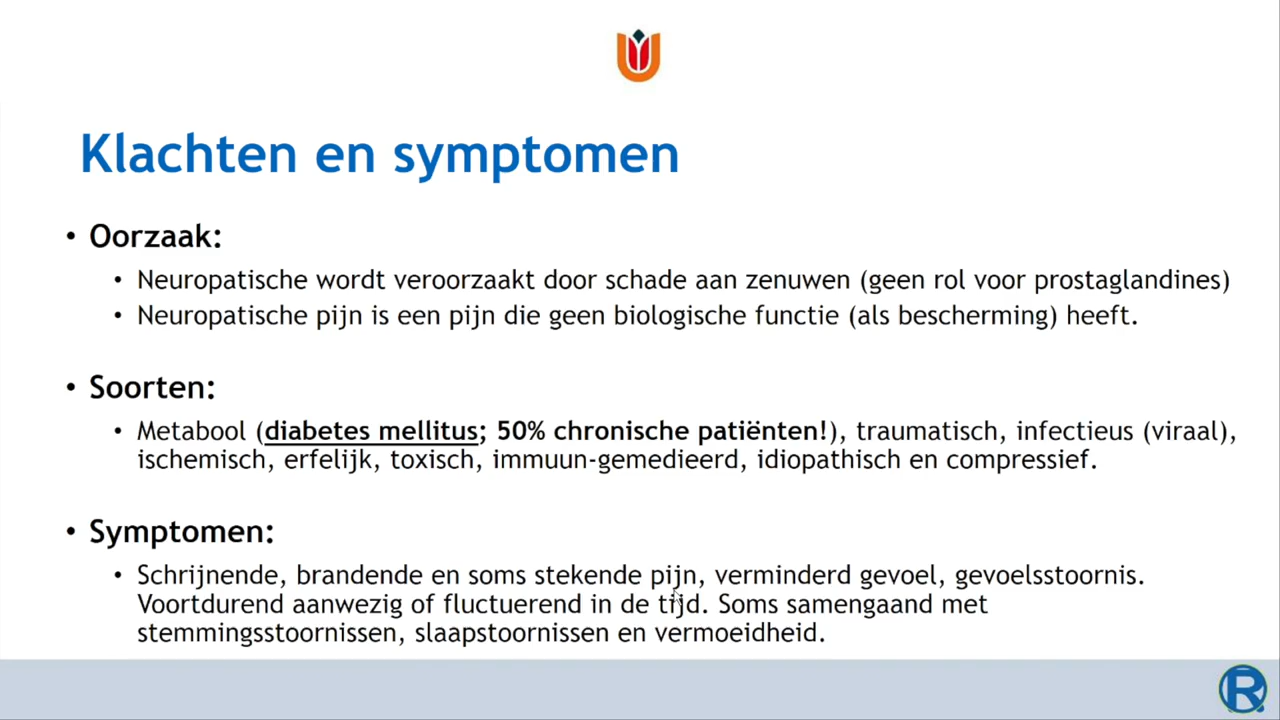 Klachten en symptomen
• Oorzaak:
• Neuropatische wordt veroorzaakt door schade aan zenuwen (geen rol voor prostaglandines)
• Neuropatische pijn is een pijn die geen biologische functie (als bescherming) heeft.
• Soorten:
• Metabool (diabetes mellitus; 50% chronische patiënten!), traumatisch, infectieus (viraal),
ischemisch, erfelijk, toxisch, immuun-gemedieerd, idiopathisch en compressief.
• Symptomen:
• Schrijnende, brandende en soms stekende pijn, verminderd gevoel, gevoelsstoornis.
Voortdurend aanwezig of fluctuerend in de tijd. Soms samengaand met
stemmingsstoornissen, slaapstoornissen en vermoeidheid.
R